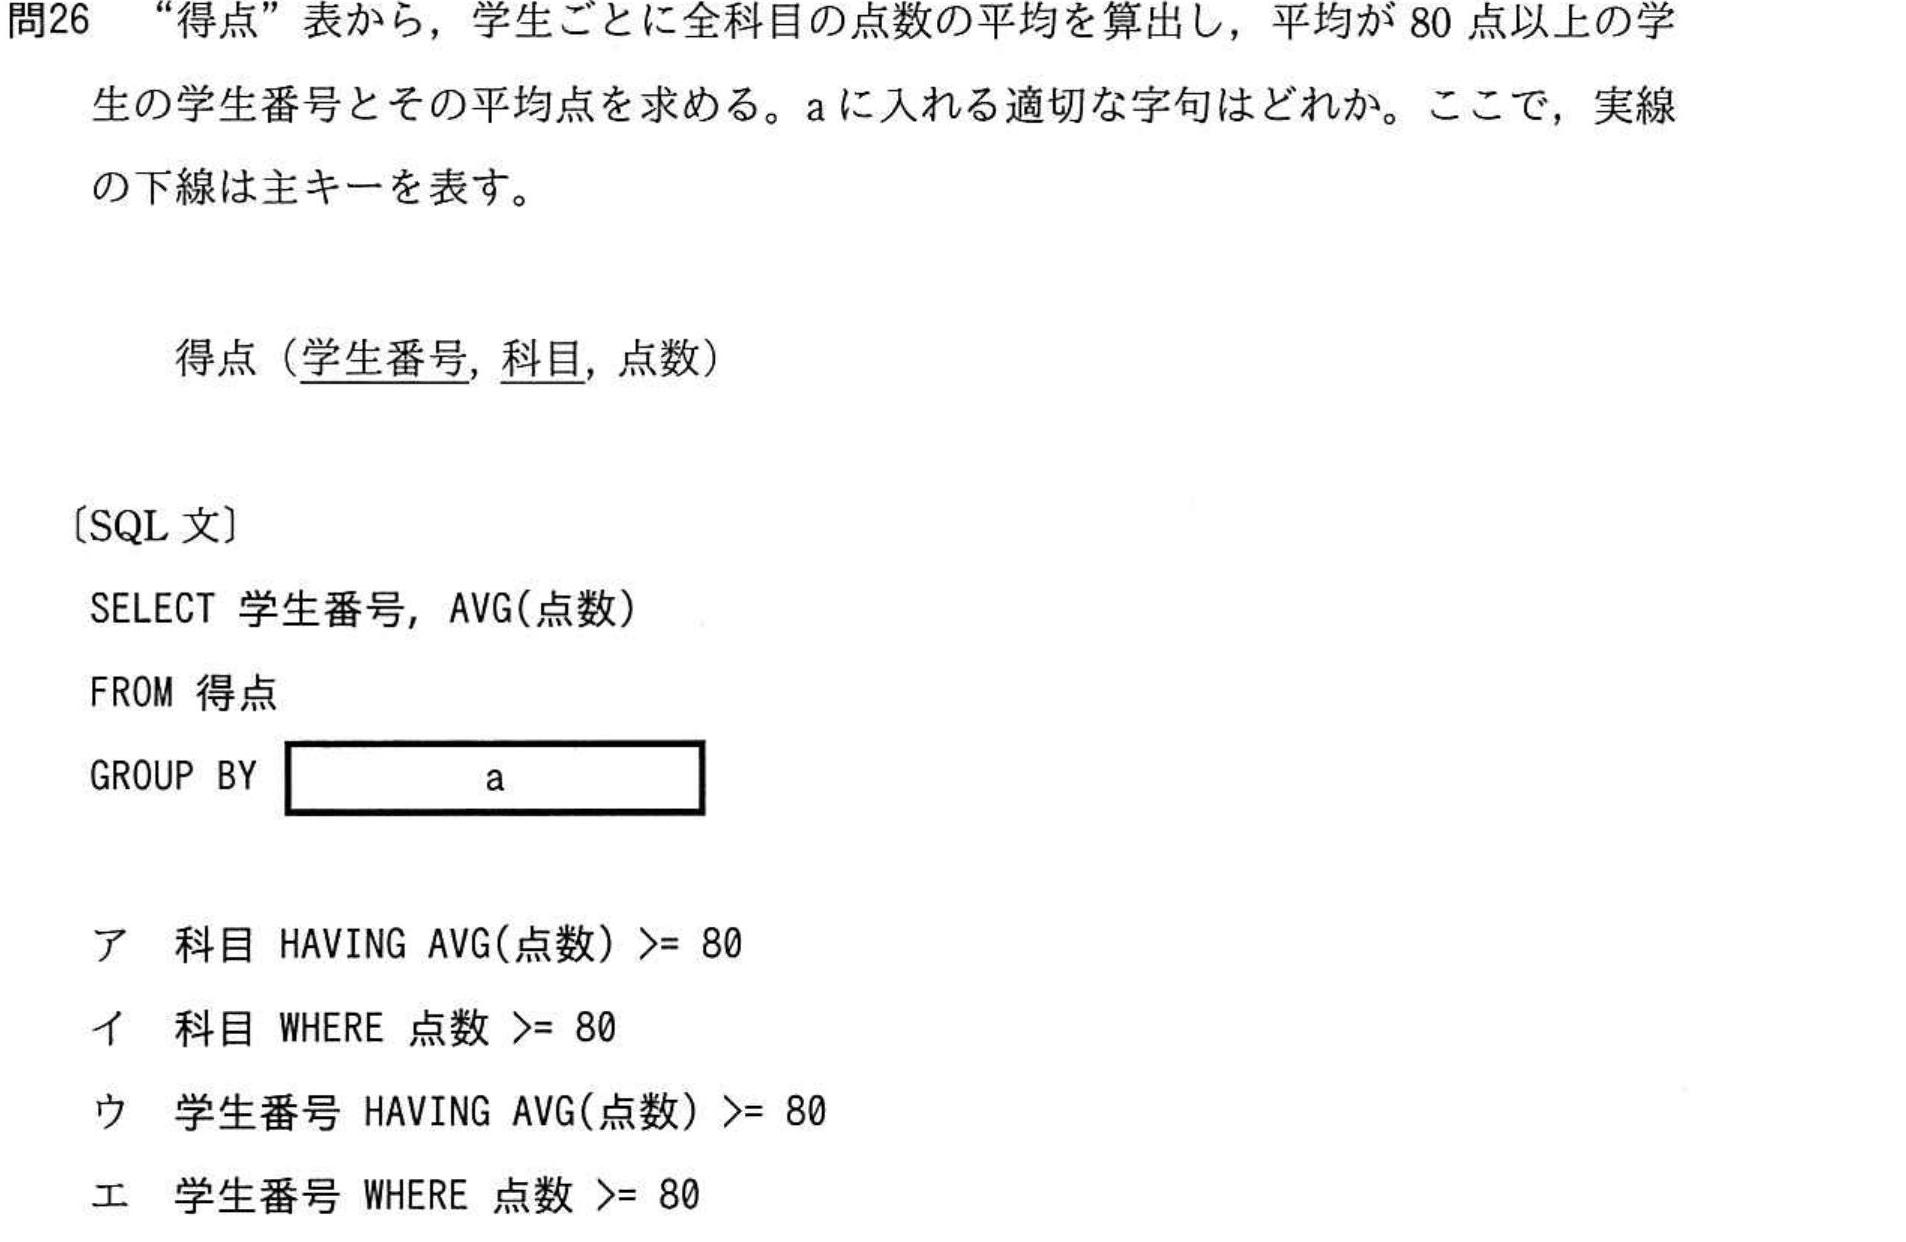 問26 “得点”表から，学生ごとに全科目の点数の平均を算出し，平均が 80 点以上の学
生の学生番号とその平均点を求める。a に入れる適切な字句はどれか。ここで，実線
の下線は主キーを表す。
得点（学生番号, 科目, 点数）
〔SQL 文〕
SELECT 学生番号, AVG(点数)
FROM 得点
GROUP BY a
ア 科目 HAVING AVG(点数) >= 80
イ 科目 WHERE 点数 >= 80
ウ 学生番号 HAVING AVG(点数) >= 80
エ 学生番号 WHERE 点数 >= 80